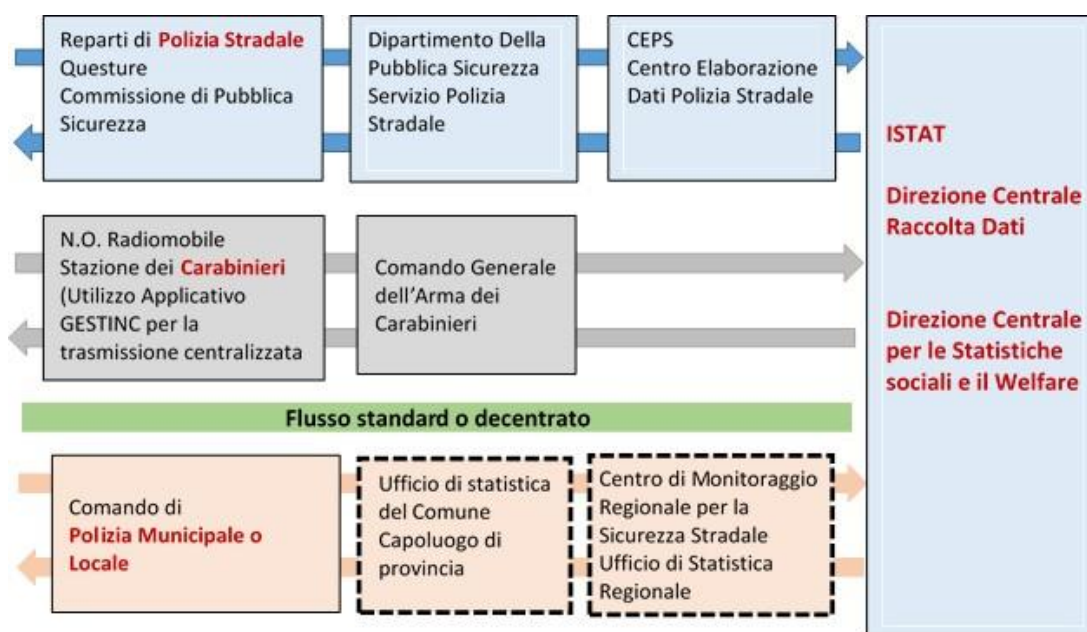 Reparti di Polizia Stradale
Questure
Commissione di Pubblica
Sicurezza
Dipartimento Della
Pubblica Sicurezza
Servizio Polizia
Stradale
CEPS
Centro Elaborazione
Dati Polizia Stradale
N.O. Radiomobile
Stazione dei Carabinieri
(Utilizzo Applicativo
GESTINC per la
trasmissione centralizzata
Comando Generale
dell'Arma dei
Carabinieri
Flusso standard o decentrato
Comando di
Polizia Municipale o
Locale
Ufficio di statistica
del Comune
Capoluogo di
provincia
Centro di Monitoraggio
Regionale per la
Sicurezza Stradale
Ufficio di Statistica
Regionale
ISTAT
Direzione Centrale
Raccolta Dati
Direzione Centrale
per le Statistiche
sociali e il Welfare